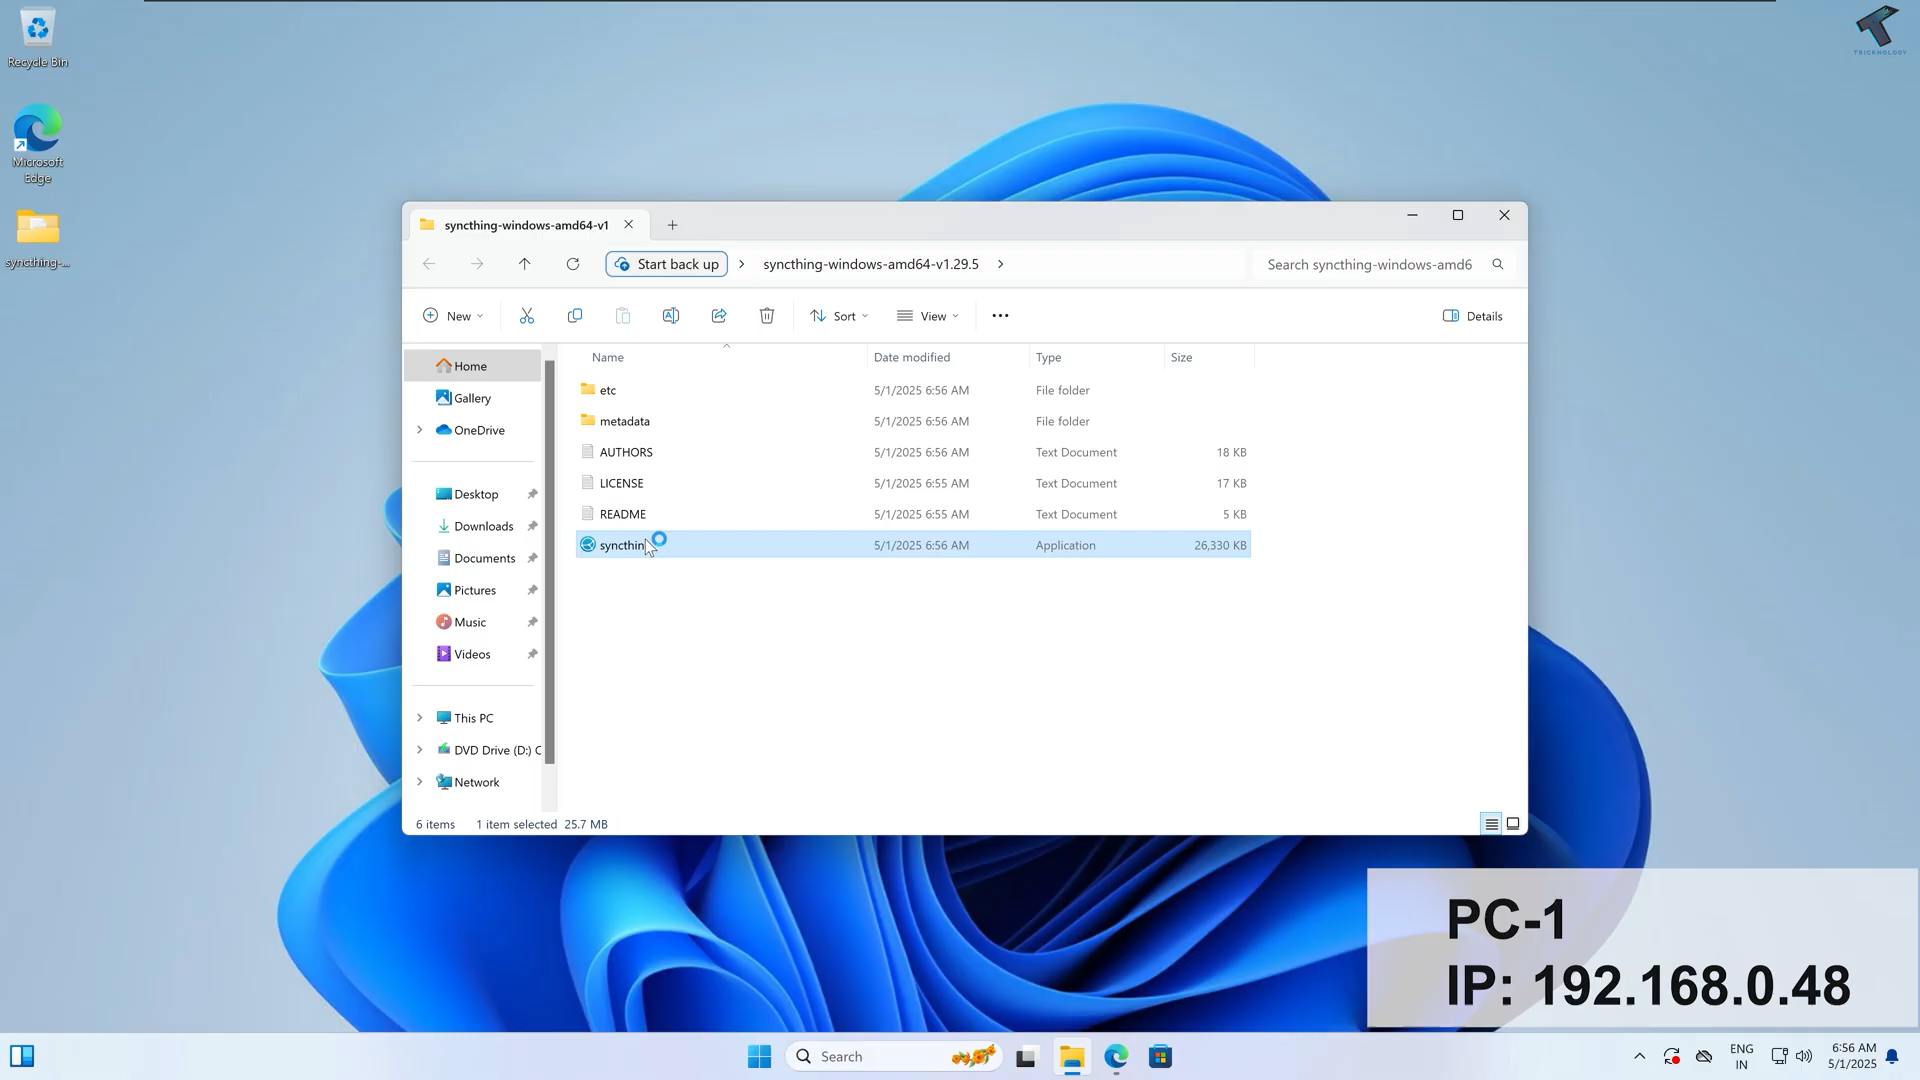 Recycle Bin
Microsoft
Edge
syncthing-...
TRICKNOLOGY
syncthing-windows-amd64-v1
Start back up
syncthing-windows-amd64-v1.29.5
Search syncthing-windows-amd6
New
Sort
View
Details
Home
Gallery
OneDrive
Desktop
Downloads
Documents
Pictures
Music
Videos
This PC
DVD Drive (D:) C
Network
Name Date modified Type Size
etc 5/1/2025 6:56 AM File folder
metadata 5/1/2025 6:56 AM File folder
AUTHORS 5/1/2025 6:56 AM Text Document 18 KB
LICENSE 5/1/2025 6:55 AM Text Document 17 KB
README 5/1/2025 6:55 AM Text Document 5 KB
syncthin 5/1/2025 6:56 AM Application 26,330 KB
6 items 1 item selected 25.7 MB
PC-1
IP: 192.168.0.48
Search
ENG
IN
6:56 AM
5/1/2025